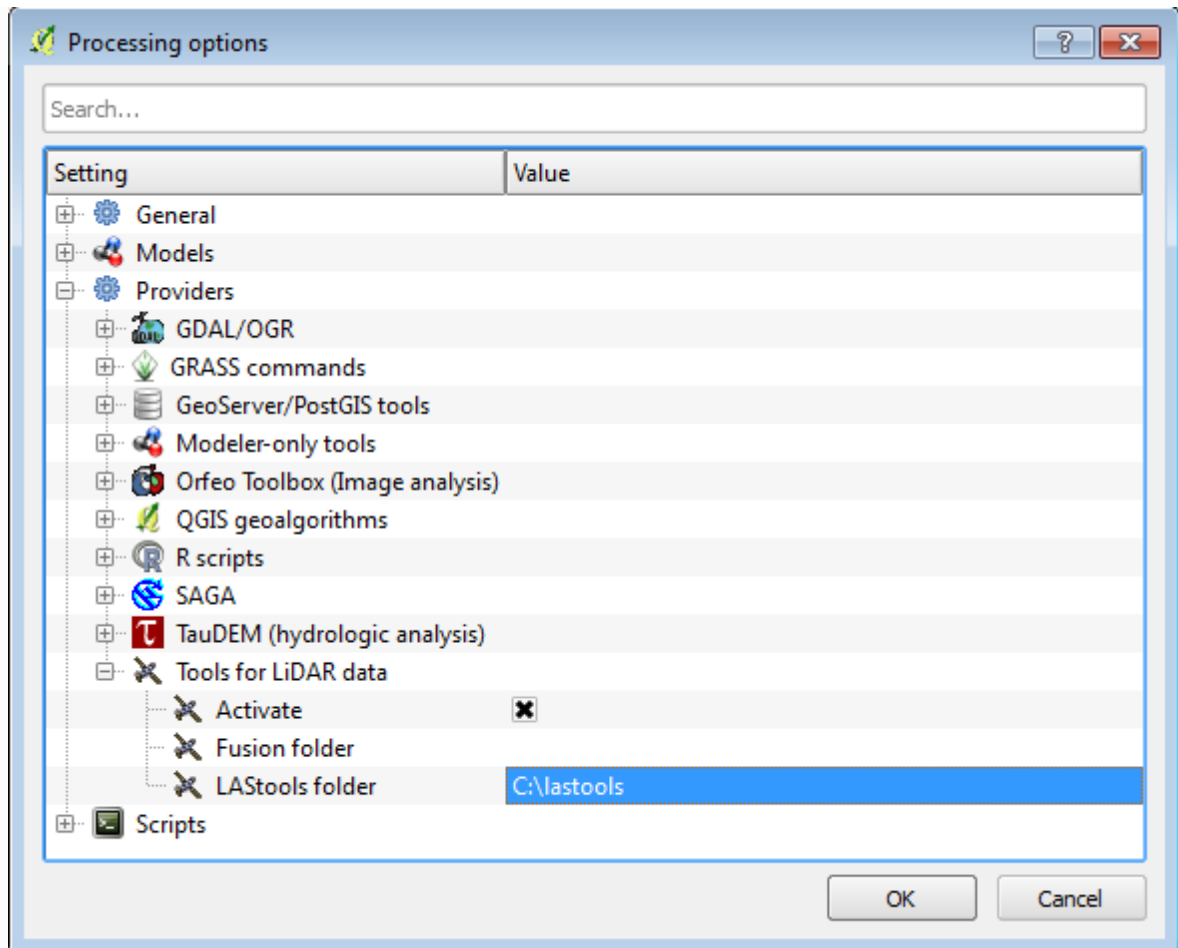 Processing options
Search...
Setting Value
General
Models
Providers
GDAL/OGR
GRASS commands
GeoServer/PostGIS tools
Modeler-only tools
Orfeo Toolbox (Image analysis)
QGIS geoalgorithms
R scripts
SAGA
TauDEM (hydrologic analysis)
Tools for LiDAR data
Activate
Fusion folder
LAStools folder C:\lastools
Scripts
OK Cancel